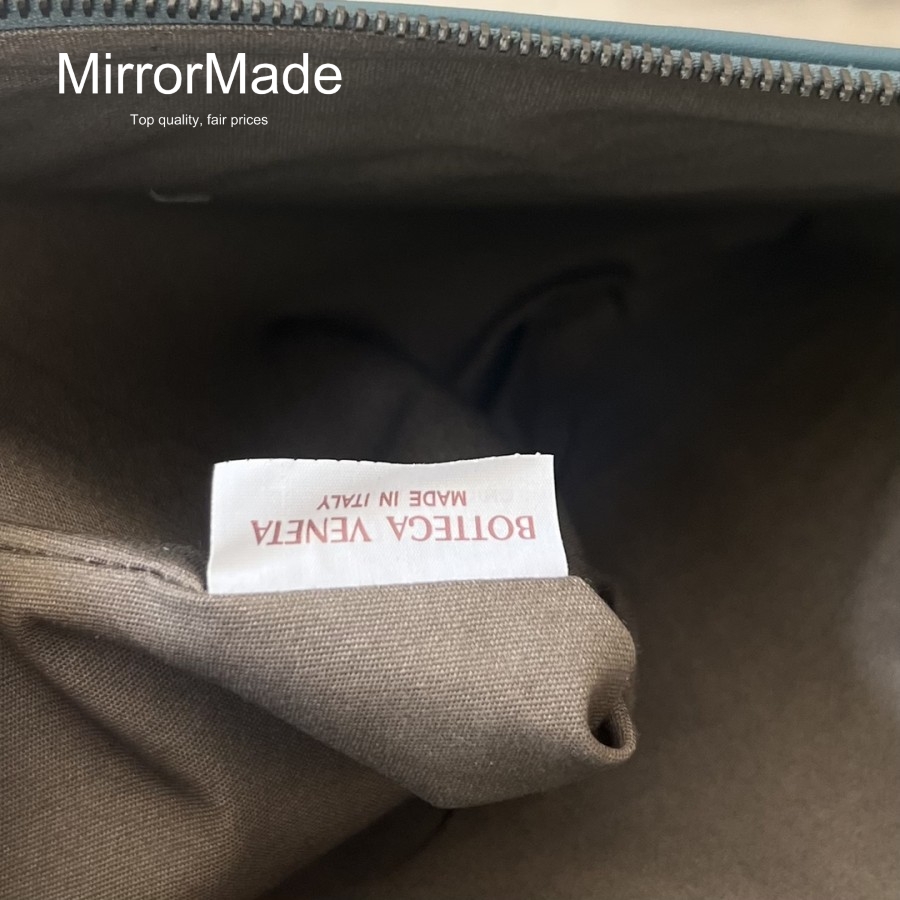 MirrorMade
Top quality, fair prices
BOTTEGA VENETA
MADE IN ITALY